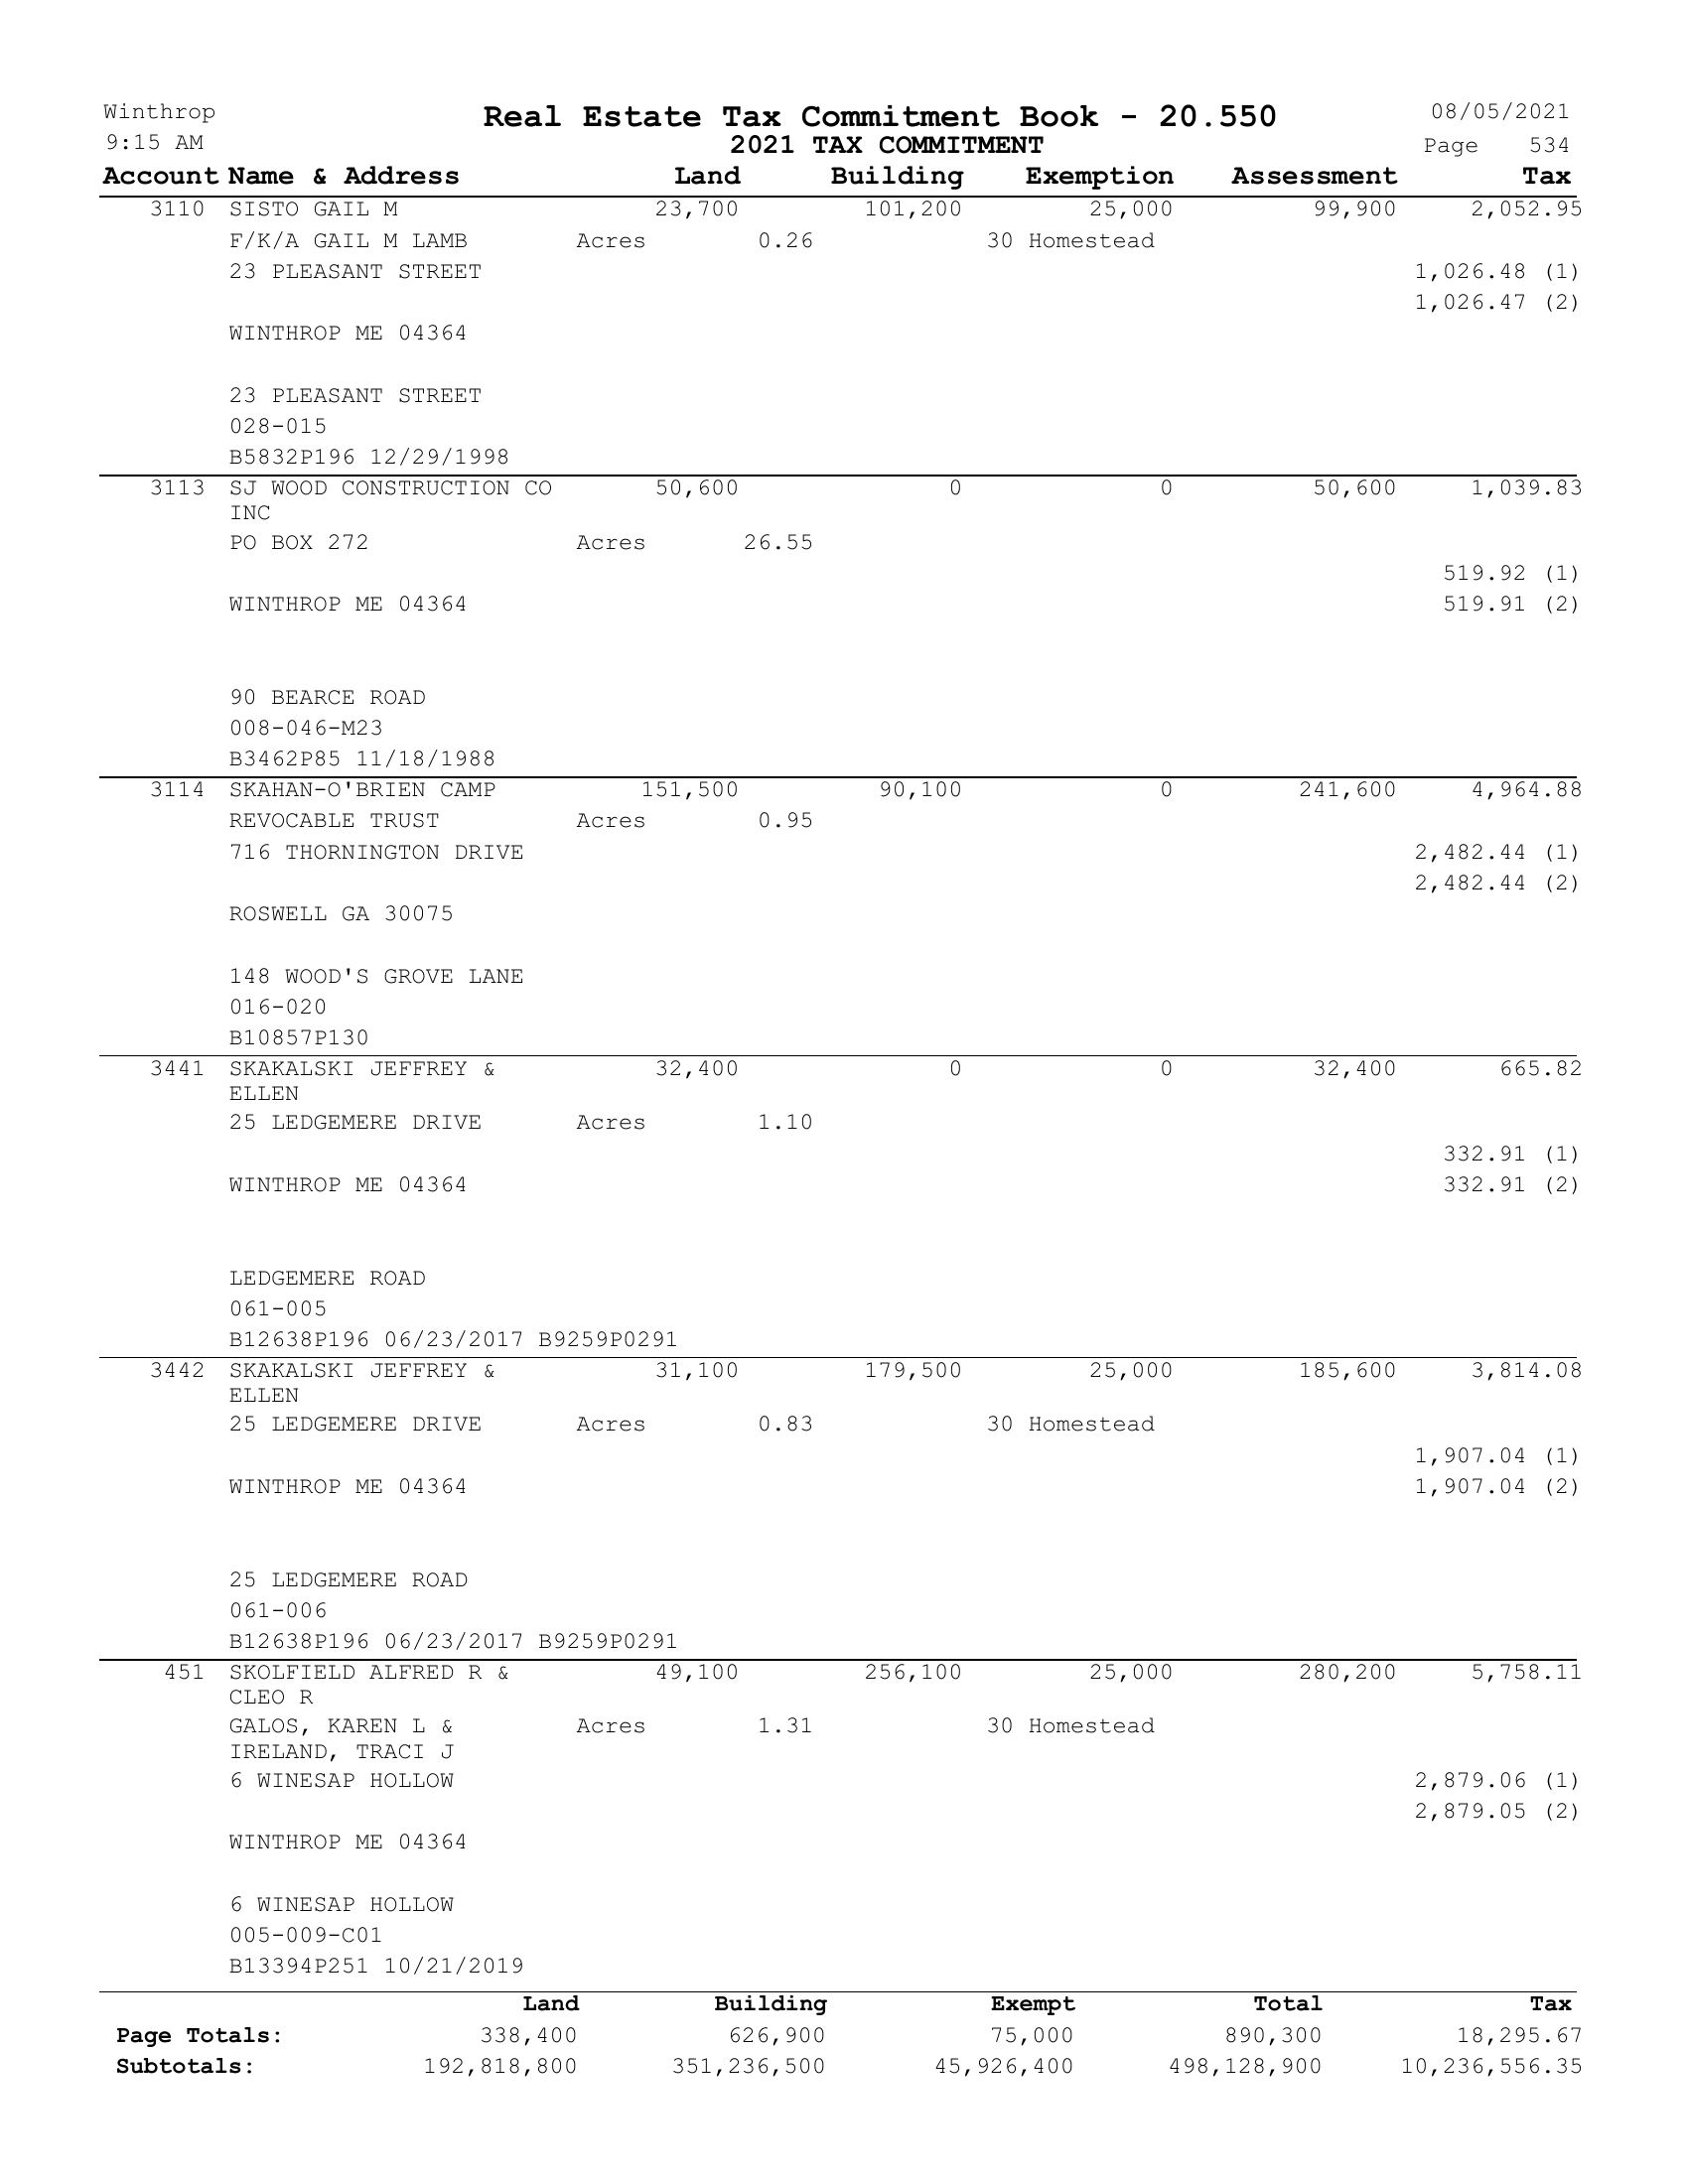 Winthrop Real Estate Tax Commitment Book - 20.550 08/05/2021
9:15 AM 2021 TAX COMMITMENT Page 534
Account Name & Address Land Building Exemption Assessment Tax
3110 SISTO GAIL M 23,700 101,200 25,000 99,900 2,052.95
F/K/A GAIL M LAMB Acres 0.26 30 Homestead
23 PLEASANT STREET 1,026.48 (1)
1,026.47 (2)
WINTHROP ME 04364
23 PLEASANT STREET
028-015
B5832P196 12/29/1998
3113 SJ WOOD CONSTRUCTION CO 50,600 0 0 50,600 1,039.83
INC
PO BOX 272 Acres 26.55
519.92 (1)
WINTHROP ME 04364 519.91 (2)
90 BEARCE ROAD
008-046-M23
B3462P85 11/18/1988
3114 SKAHAN-O'BRIEN CAMP 151,500 90,100 0 241,600 4,964.88
REVOCABLE TRUST Acres 0.95
716 THORNINGTON DRIVE 2,482.44 (1)
2,482.44 (2)
ROSWELL GA 30075
148 WOOD'S GROVE LANE
016-020
B10857P130
3441 SKAKALSKI JEFFREY & 32,400 0 0 32,400 665.82
ELLEN
25 LEDGEMERE DRIVE Acres 1.10
332.91 (1)
WINTHROP ME 04364 332.91 (2)
LEDGEMERE ROAD
061-005
B12638P196 06/23/2017 B9259P0291
3442 SKAKALSKI JEFFREY & 31,100 179,500 25,000 185,600 3,814.08
ELLEN
25 LEDGEMERE DRIVE Acres 0.83 30 Homestead
1,907.04 (1)
WINTHROP ME 04364 1,907.04 (2)
25 LEDGEMERE ROAD
061-006
B12638P196 06/23/2017 B9259P0291
451 SKOLFIELD ALFRED R & 49,100 256,100 25,000 280,200 5,758.11
CLEO R
GALOS, KAREN L & Acres 1.31 30 Homestead
IRELAND, TRACI J
6 WINESAP HOLLOW 2,879.06 (1)
2,879.05 (2)
WINTHROP ME 04364
6 WINESAP HOLLOW
005-009-C01
B13394P251 10/21/2019
Land Building Exempt Total Tax
Page Totals: 338,400 626,900 75,000 890,300 18,295.67
Subtotals: 192,818,800 351,236,500 45,926,400 498,128,900 10,236,556.35